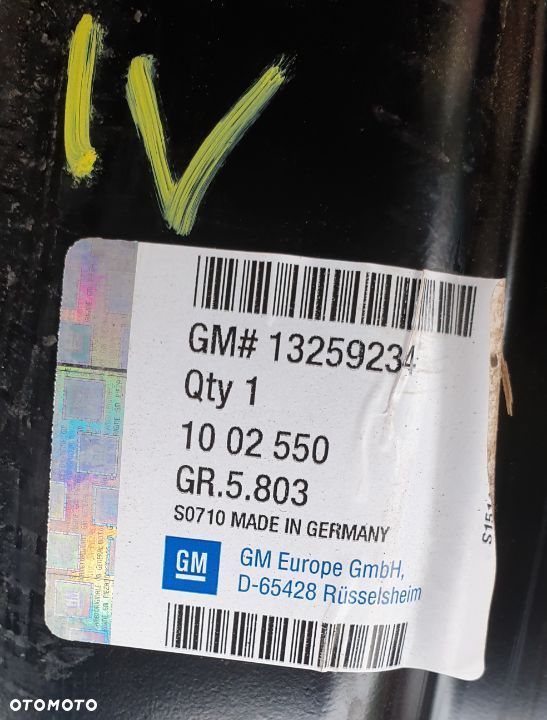 IV
GM# 13259234
Qty 1
10 02 550
GR.5.803
S0710 MADE IN GERMANY
GM
GM Europe GmbH,
D-65428 Rüsselsheim
GM
OTOMOTO